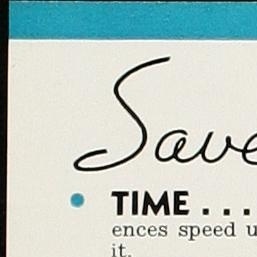 Save
TIME....
ences speed u
it.